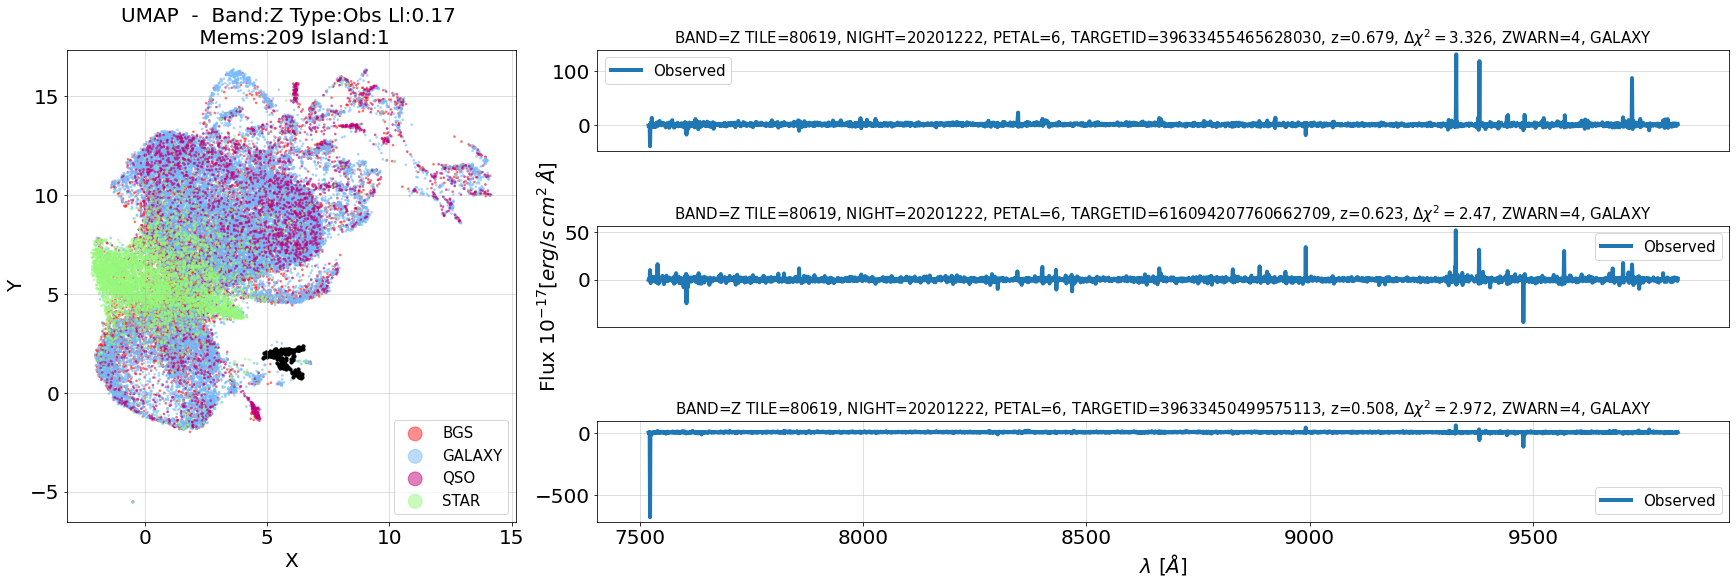 UMAP  -  Band:Z Type:Obs Ll:0.17
Mems:209 Island:1
15
10
5
0
−5
Y
0
5
10
15
X
BGS
GALAXY
QSO
STAR
BAND=Z TILE=80619, NIGHT=20201222, PETAL=6, TARGETID=39633455465628030, z=0.679, Δχ² = 3.326, ZWARN=4, GALAXY
100
0
Observed
BAND=Z TILE=80619, NIGHT=20201222, PETAL=6, TARGETID=616094207760662709, z=0.623, Δχ² = 2.47, ZWARN=4, GALAXY
50
0
Observed
Flux 10⁻¹⁷[erg/s cm² Å]
BAND=Z TILE=80619, NIGHT=20201222, PETAL=6, TARGETID=39633450499575113, z=0.508, Δχ² = 2.972, ZWARN=4, GALAXY
0
−500
Observed
7500
8000
8500
9000
9500
λ [Å]